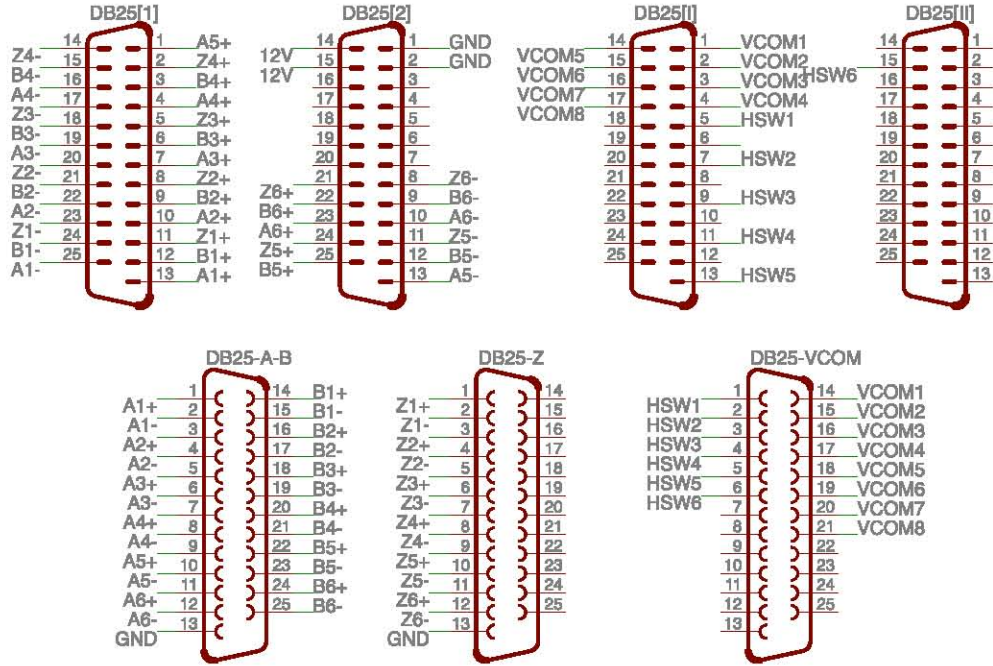 DB25[1]
14 1 A5+
Z4- 15 2 Z4+
B4- 16 3 B4+
A4- 17 4 A4+
Z3- 18 5 Z3+
B3- 19 6 B3+
A3- 20 7 A3+
Z2- 21 8 Z2+
B2- 22 9 B2+
A2- 23 10 A2+
Z1- 24 11 Z1+
B1- 25 12 B1+
A1- 13 A1+
DB25[2]
14 1 GND
12V 15 2 GND
12V 16 3
17 4
18 5
19 6
20 7
21 8 Z6-
Z6+ 22 9 B6-
B6+ 23 10 A6-
A6+ 24 11 Z5-
Z5+ 25 12 B5-
B5+ 13 A5-
DB25[I]
14 1 VCOM1
VCOM5 15 2 VCOM2
VCOM6 16 3 VCOM3
VCOM7 17 4 VCOM4
VCOM8 18 5 HSW1
19 6
20 7 HSW2
21 8
22 9 HSW3
23 10
24 11 HSW4
25 12
13 HSW5
DB25[II]
14 1
15 2
HSW6 16 3
17 4
18 5
19 6
20 7
21 8
22 9
23 10
24 11
25 12
13
DB25-A-B
1 14 B1+
A1+ 2 15 B1-
A1- 3 16 B2+
A2+ 4 17 B2-
A2- 5 18 B3+
A3+ 6 19 B3-
A3- 7 20 B4+
A4+ 8 21 B4-
A4- 9 22 B5+
A5+ 10 23 B5-
A5- 11 24 B6+
A6+ 12 25 B6-
A6- 13
GND
DB25-Z
1 14
Z1+ 2 15
Z1- 3 16
Z2+ 4 17
Z2- 5 18
Z3+ 6 19
Z3- 7 20
Z4+ 8 21
Z4- 9 22
Z5+ 10 23
Z5- 11 24
Z6+ 12 25
Z6- 13
GND
DB25-VCOM
1 14 VCOM1
HSW1 2 15 VCOM2
HSW2 3 16 VCOM3
HSW3 4 17 VCOM4
HSW4 5 18 VCOM5
HSW5 6 19 VCOM6
HSW6 7 20 VCOM7
8 21 VCOM8
9 22
10 23
11 24
12 25
13